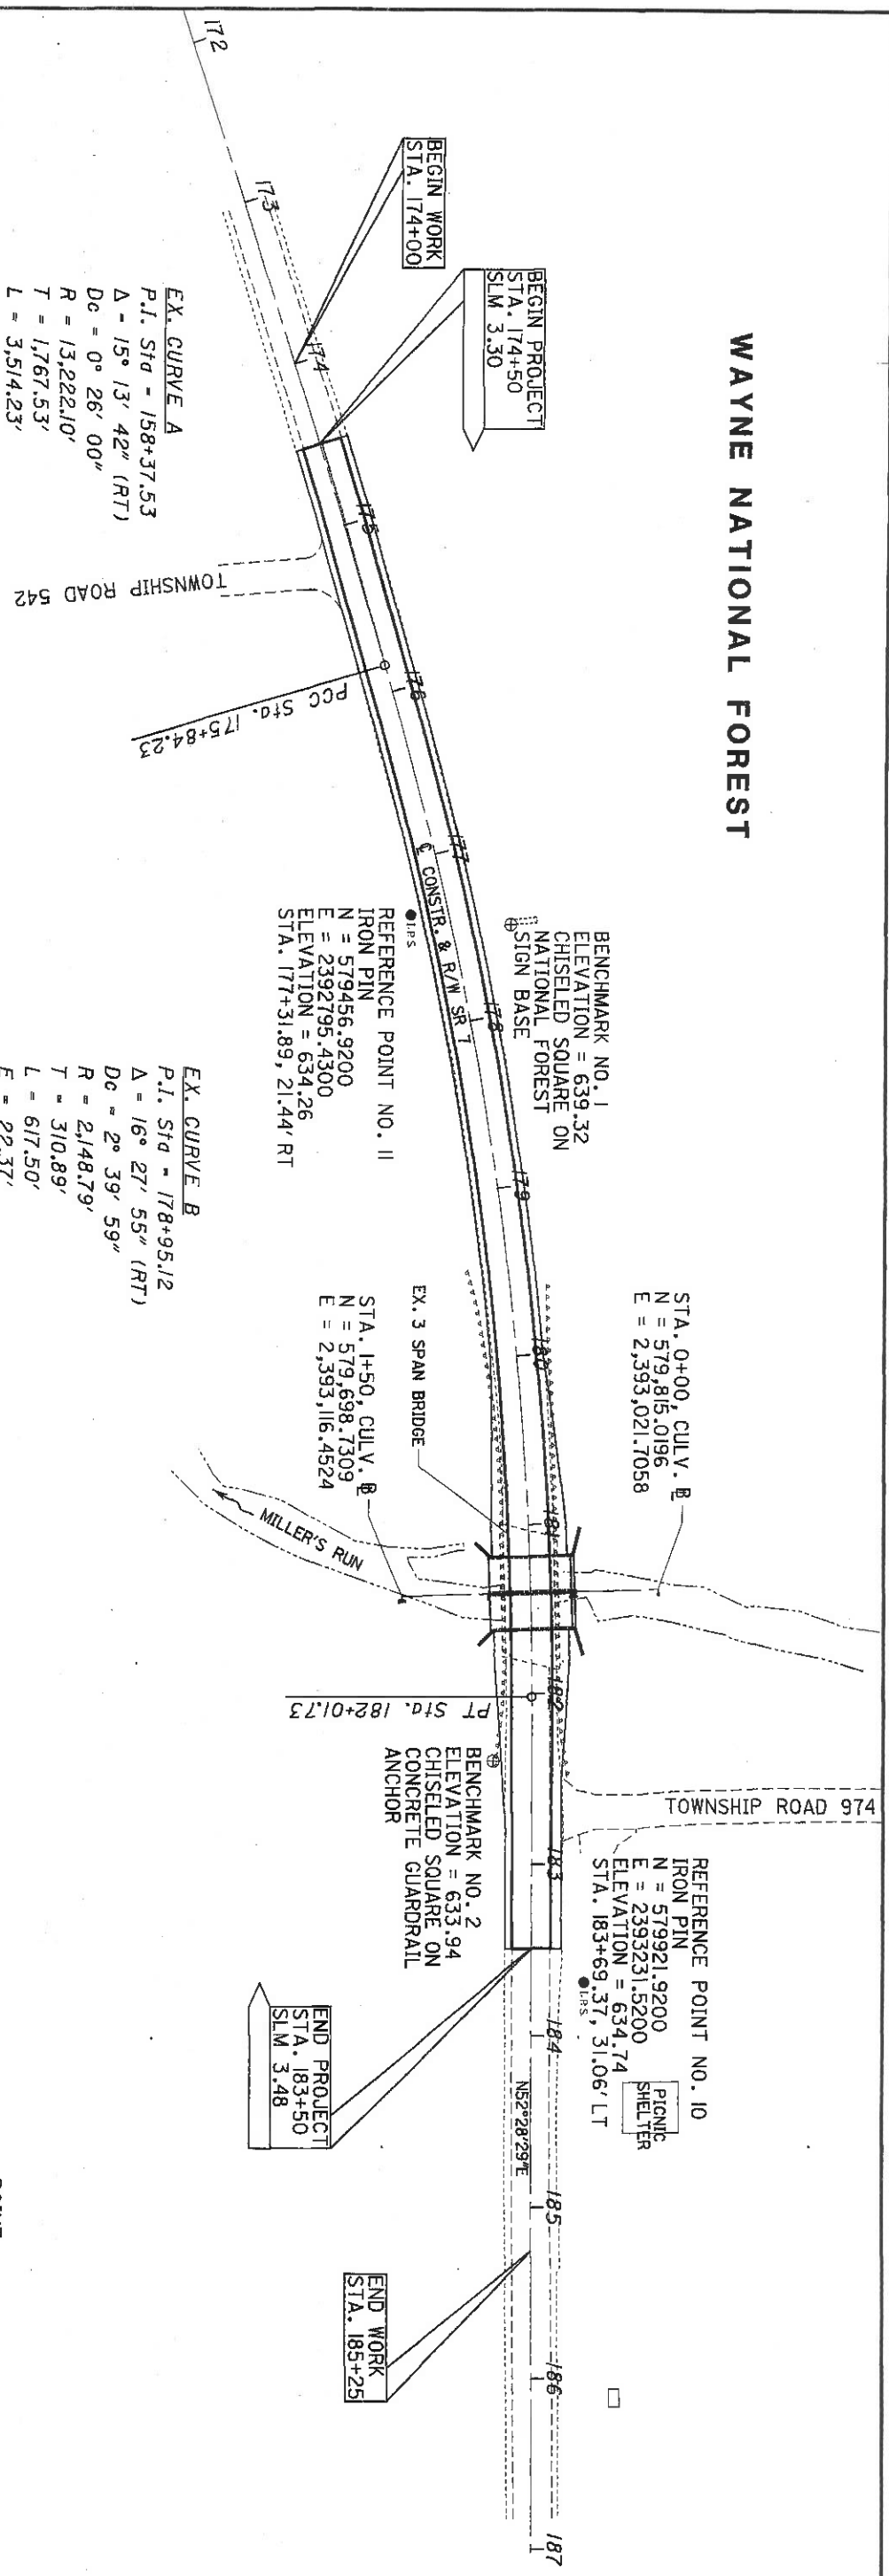 WAYNE NATIONAL FOREST
172
173
174
175
176
177
178
179
180
181
182
183
184
185
186
187
BEGIN WORK
STA. 174+00
BEGIN PROJECT
STA. 174+50
SLM 3.30
EX. CURVE A
P.I. Sta = 158+37.53
Δ = 15° 13' 42" (RT)
Dc = 0° 26' 00"
R = 13,222.10'
T = 1,767.53'
L = 3,514.23'
TOWNSHIP ROAD 542
PCC Sta. 175+84.23
℄ CONSTR. & R/W SR 7
BENCHMARK NO. 1
ELEVATION = 639.32
CHISELED SQUARE ON
NATIONAL FOREST
SIGN BASE
I.P.S.
REFERENCE POINT NO. 11
IRON PIN
N = 579456.9200
E = 2392795.4300
ELEVATION = 634.26
STA. 177+31.89, 21.44' RT
EX. CURVE B
P.I. Sta = 178+95.12
Δ = 16° 27' 55" (RT)
Dc = 2° 39' 59"
R = 2,148.79'
T = 310.89'
L = 617.50'
E = 22.37'
STA. 0+00, CULV. ℄
N = 579,815.0196
E = 2,393,021.7058
EX. 3 SPAN BRIDGE
STA. 1+50, CULV. ℄
N = 579,698.7309
E = 2,393,116.4524
MILLER'S RUN
PT Sta. 182+01.73
BENCHMARK NO. 2
ELEVATION = 633.94
CHISELED SQUARE ON
CONCRETE GUARDRAIL
ANCHOR
TOWNSHIP ROAD 974
REFERENCE POINT NO. 10
IRON PIN
N = 579921.9200
E = 2393231.5200
ELEVATION = 634.74
STA. 183+69.37, 31.06' LT
I.P.S.
PICNIC
SHELTER
N52°28'29"E
END PROJECT
STA. 183+50
SLM 3.48
END WORK
STA. 185+25